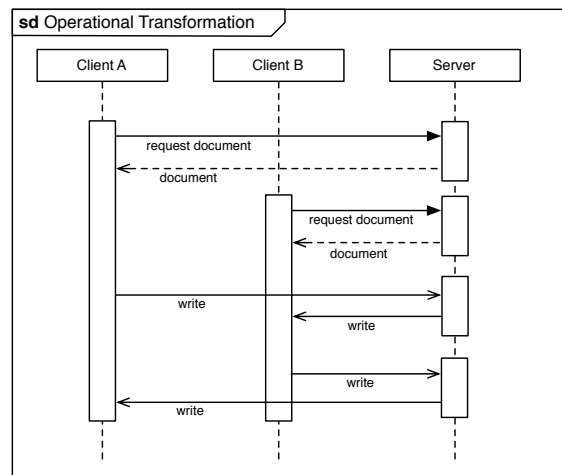 sd Operational Transformation
Client A
Client B
Server
request document
document
request document
document
write
write
write
write